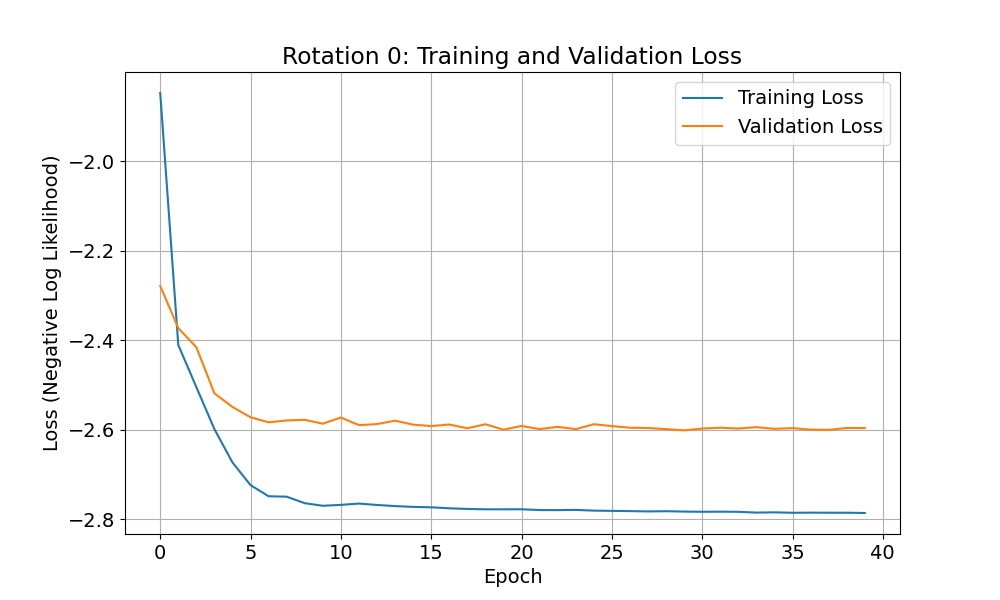 Rotation 0: Training and Validation Loss
Training Loss
Validation Loss
Loss (Negative Log Likelihood)
−2.0
−2.2
−2.4
−2.6
−2.8
0 5 10 15 20 25 30 35 40
Epoch